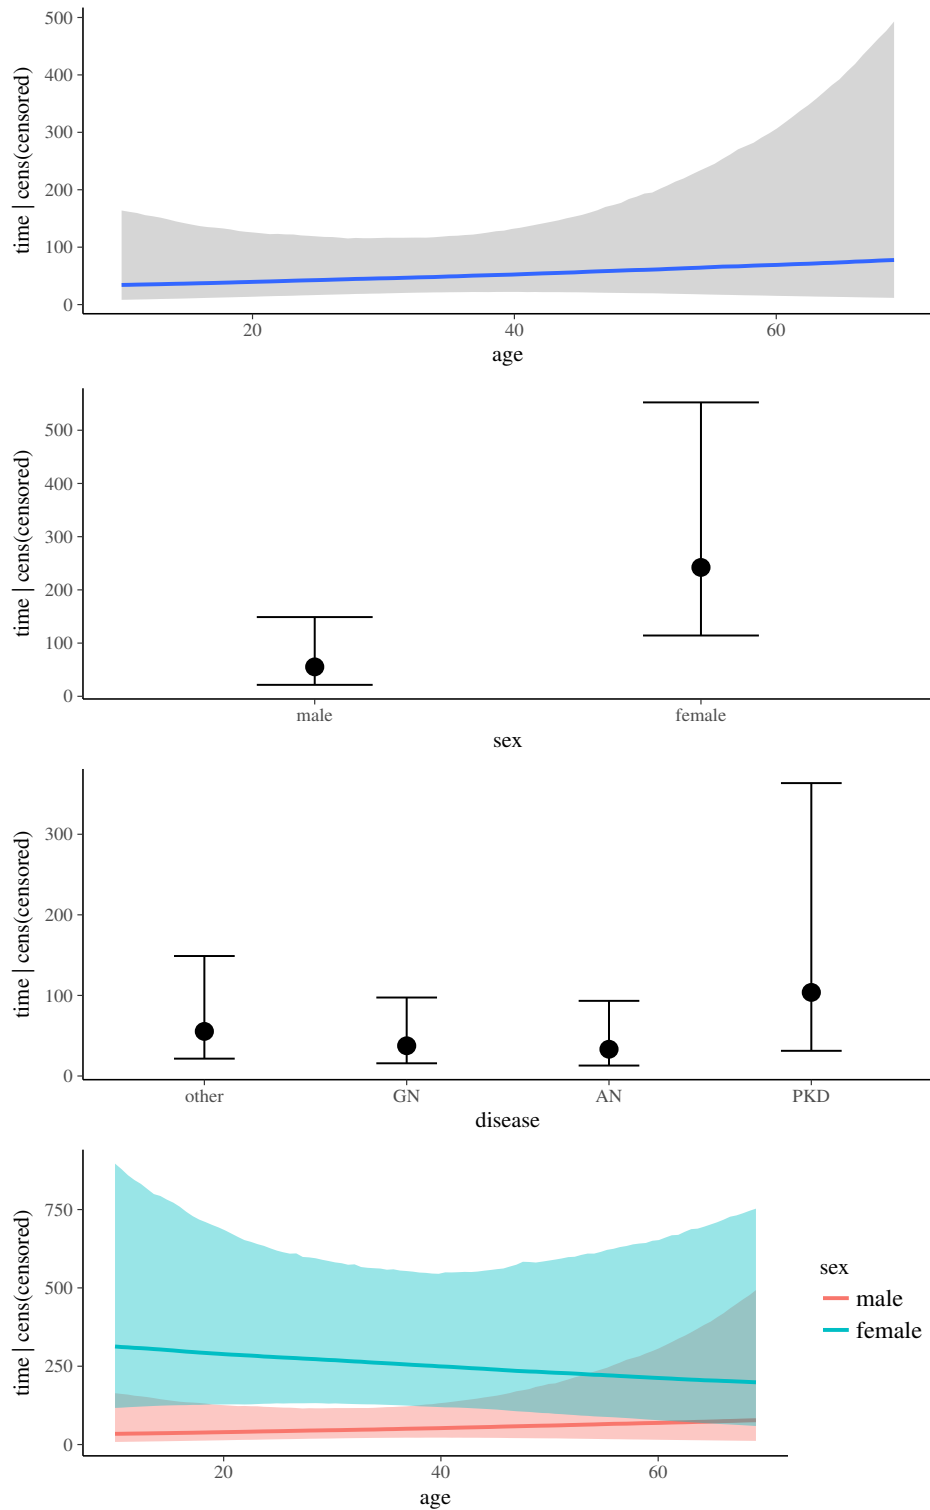 500
400
300
200
100
0
time | cens(censored)
20 40 60
age
500
400
300
200
100
0
time | cens(censored)
male female
sex
300
200
100
0
time | cens(censored)
other GN AN PKD
disease
750
500
250
0
time | cens(censored)
20 40 60
age
sex
male
female